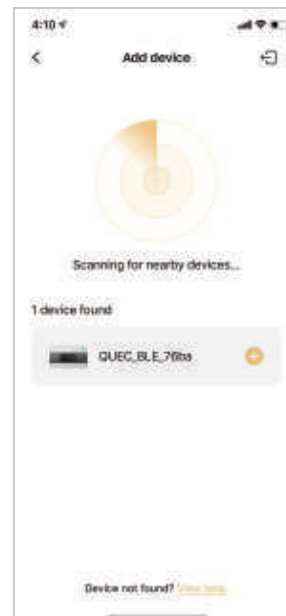 4:10
Add device
Scanning for nearby devices...
1 device found
QUEC_BLE_76ba
Device not found? View help